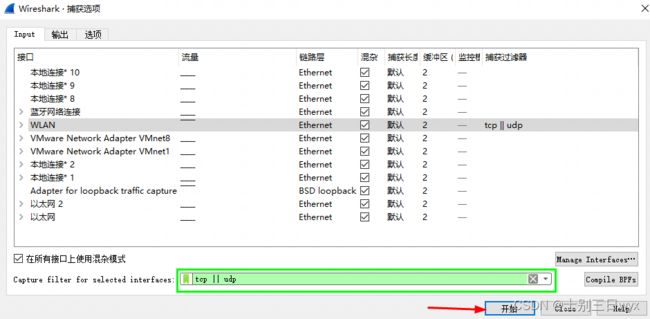 Wireshark · 捕获选项
Input 输出 选项
接口 流量 链路层 混杂 捕获长度 缓冲区 ( 监控模 捕获过滤器
本地连接* 10 Ethernet 默认 2 —
本地连接* 9 Ethernet 默认 2 —
本地连接* 8 Ethernet 默认 2 —
蓝牙网络连接 Ethernet 默认 2 —
WLAN Ethernet 默认 2 — tcp || udp
VMware Network Adapter VMnet8 Ethernet 默认 2 —
VMware Network Adapter VMnet1 Ethernet 默认 2 —
本地连接* 2 Ethernet 默认 2 —
本地连接* 1 Ethernet 默认 2 —
Adapter for loopback traffic capture BSD loopback 默认 2 —
以太网 2 Ethernet 默认 2 —
以太网 Ethernet 默认 2 —
在所有接口上使用混杂模式 Manage Interfaces…
Capture filter for selected interfaces: tcp || udp Compile BPFs
开始 Close Help
CSDN @士别三日wyx